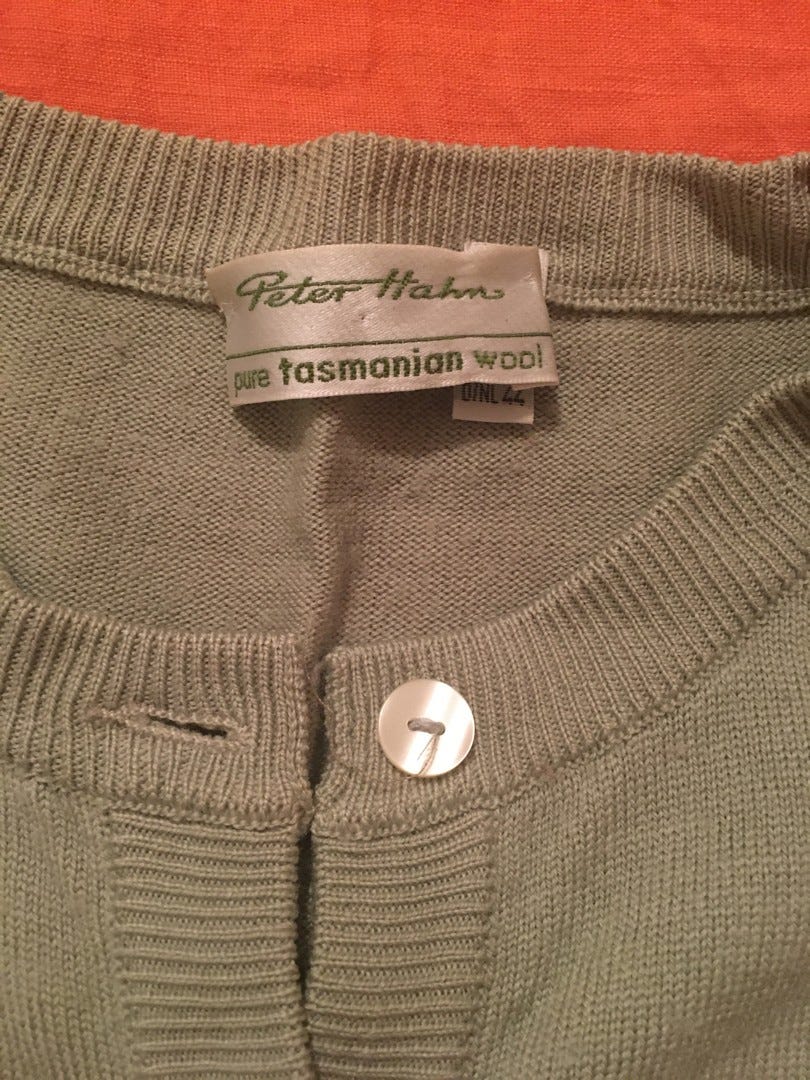 Peter Hahn
pure tasmanian wool
D/NL 44